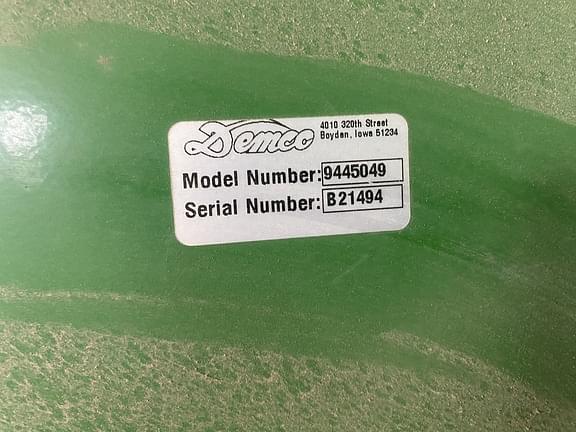 Demco
4010 320th Street
Boyden, Iowa 51234
Model Number: 9445049
Serial Number: B21494